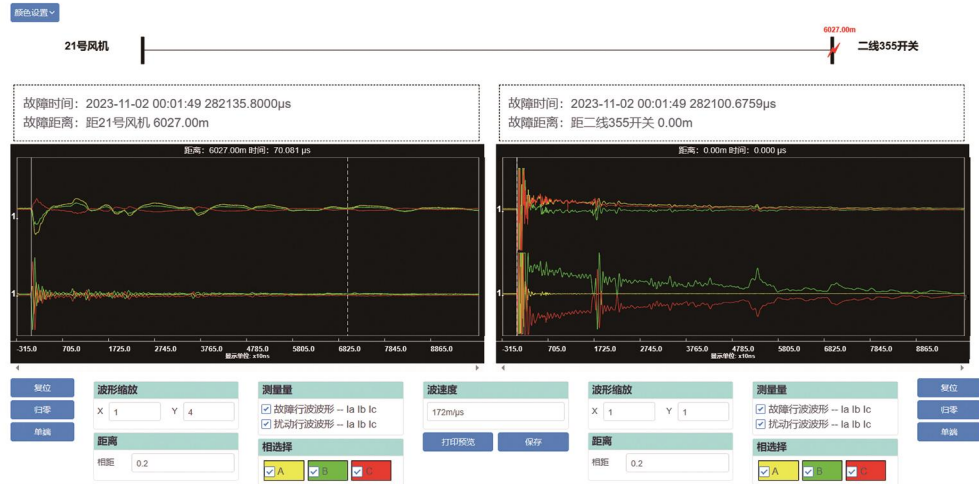 颜色设置
6027.00m
21号风机
二线355开关
故障时间：2023-11-02 00:01:49 282135.8000μs
故障距离：距21号风机 6027.00m
故障时间：2023-11-02 00:01:49 282100.6759μs
故障距离：距二线355开关 0.00m
距离：6027.00m 时间：70.081 μs
距离：0.00m 时间：0.000 μs
1
1
1
1
-315.0 705.0 1725.0 2745.0 3765.0 4785.0 5805.0 6825.0 7845.0 8865.0
显示单位: x10ns
-315.0 705.0 1725.0 2745.0 3765.0 4785.0 5805.0 6825.0 7845.0 8865.0
显示单位: x10ns
复位
归零
单端
波形缩放
X 1 Y 4
距离
相距 0.2
测量量
故障行波波形 -- Ia Ib Ic
扰动行波波形 -- Ia Ib Ic
相选择
A B C
波速度
172m/μs
打印预览 保存
波形缩放
X 1 Y 1
距离
相距 0.2
测量量
故障行波波形 -- Ia Ib Ic
扰动行波波形 -- Ia Ib Ic
相选择
A B C
复位
归零
单端